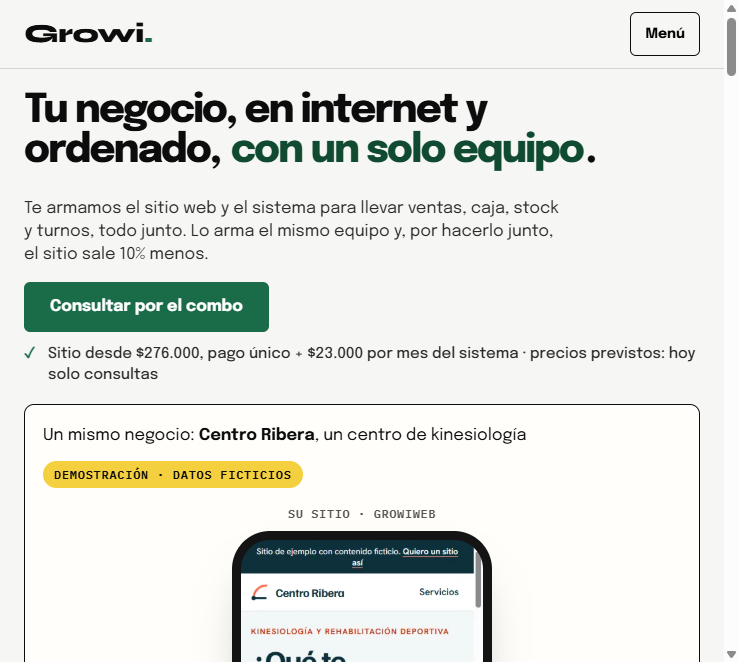 Growi.
Menú
Tu negocio, en internet y
ordenado, con un solo equipo.
Te armamos el sitio web y el sistema para llevar ventas, caja, stock
y turnos, todo junto. Lo arma el mismo equipo y, por hacerlo junto,
el sitio sale 10% menos.
Consultar por el combo
✓ Sitio desde $276.000, pago único + $23.000 por mes del sistema · precios previstos: hoy
solo consultas
Un mismo negocio: Centro Ribera, un centro de kinesiología
DEMOSTRACIÓN · DATOS FICTICIOS
SU SITIO · GROWIWEB
Sitio de ejemplo con contenido ficticio. Quiero un sitio
así
Centro Ribera
Servicios
KINESIOLOGÍA Y REHABILITACIÓN DEPORTIVA
¿Qué te